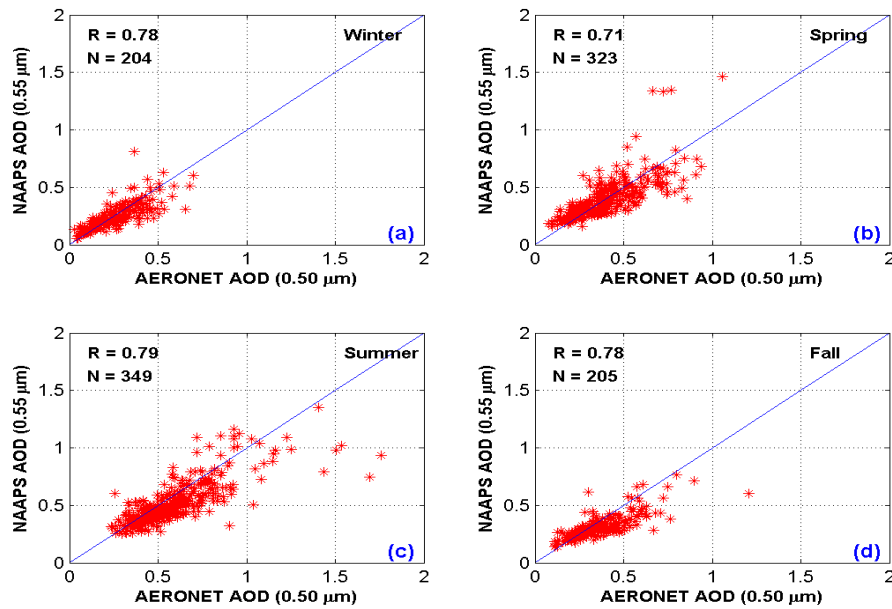 2
1.5
1
0.5
0
NAAPS AOD (0.55 µm)
R = 0.78
N = 204
Winter
(a)
0 0.5 1 1.5 2
AERONET AOD (0.50 µm)
2
1.5
1
0.5
0
NAAPS AOD (0.55 µm)
R = 0.71
N = 323
Spring
(b)
0 0.5 1 1.5 2
AERONET AOD (0.50 µm)
2
1.5
1
0.5
0
NAAPS AOD (0.55 µm)
R = 0.79
N = 349
Summer
(c)
0 0.5 1 1.5 2
AERONET AOD (0.50 µm)
2
1.5
1
0.5
0
NAAPS AOD (0.55 µm)
R = 0.78
N = 205
Fall
(d)
0 0.5 1 1.5 2
AERONET AOD (0.50 µm)